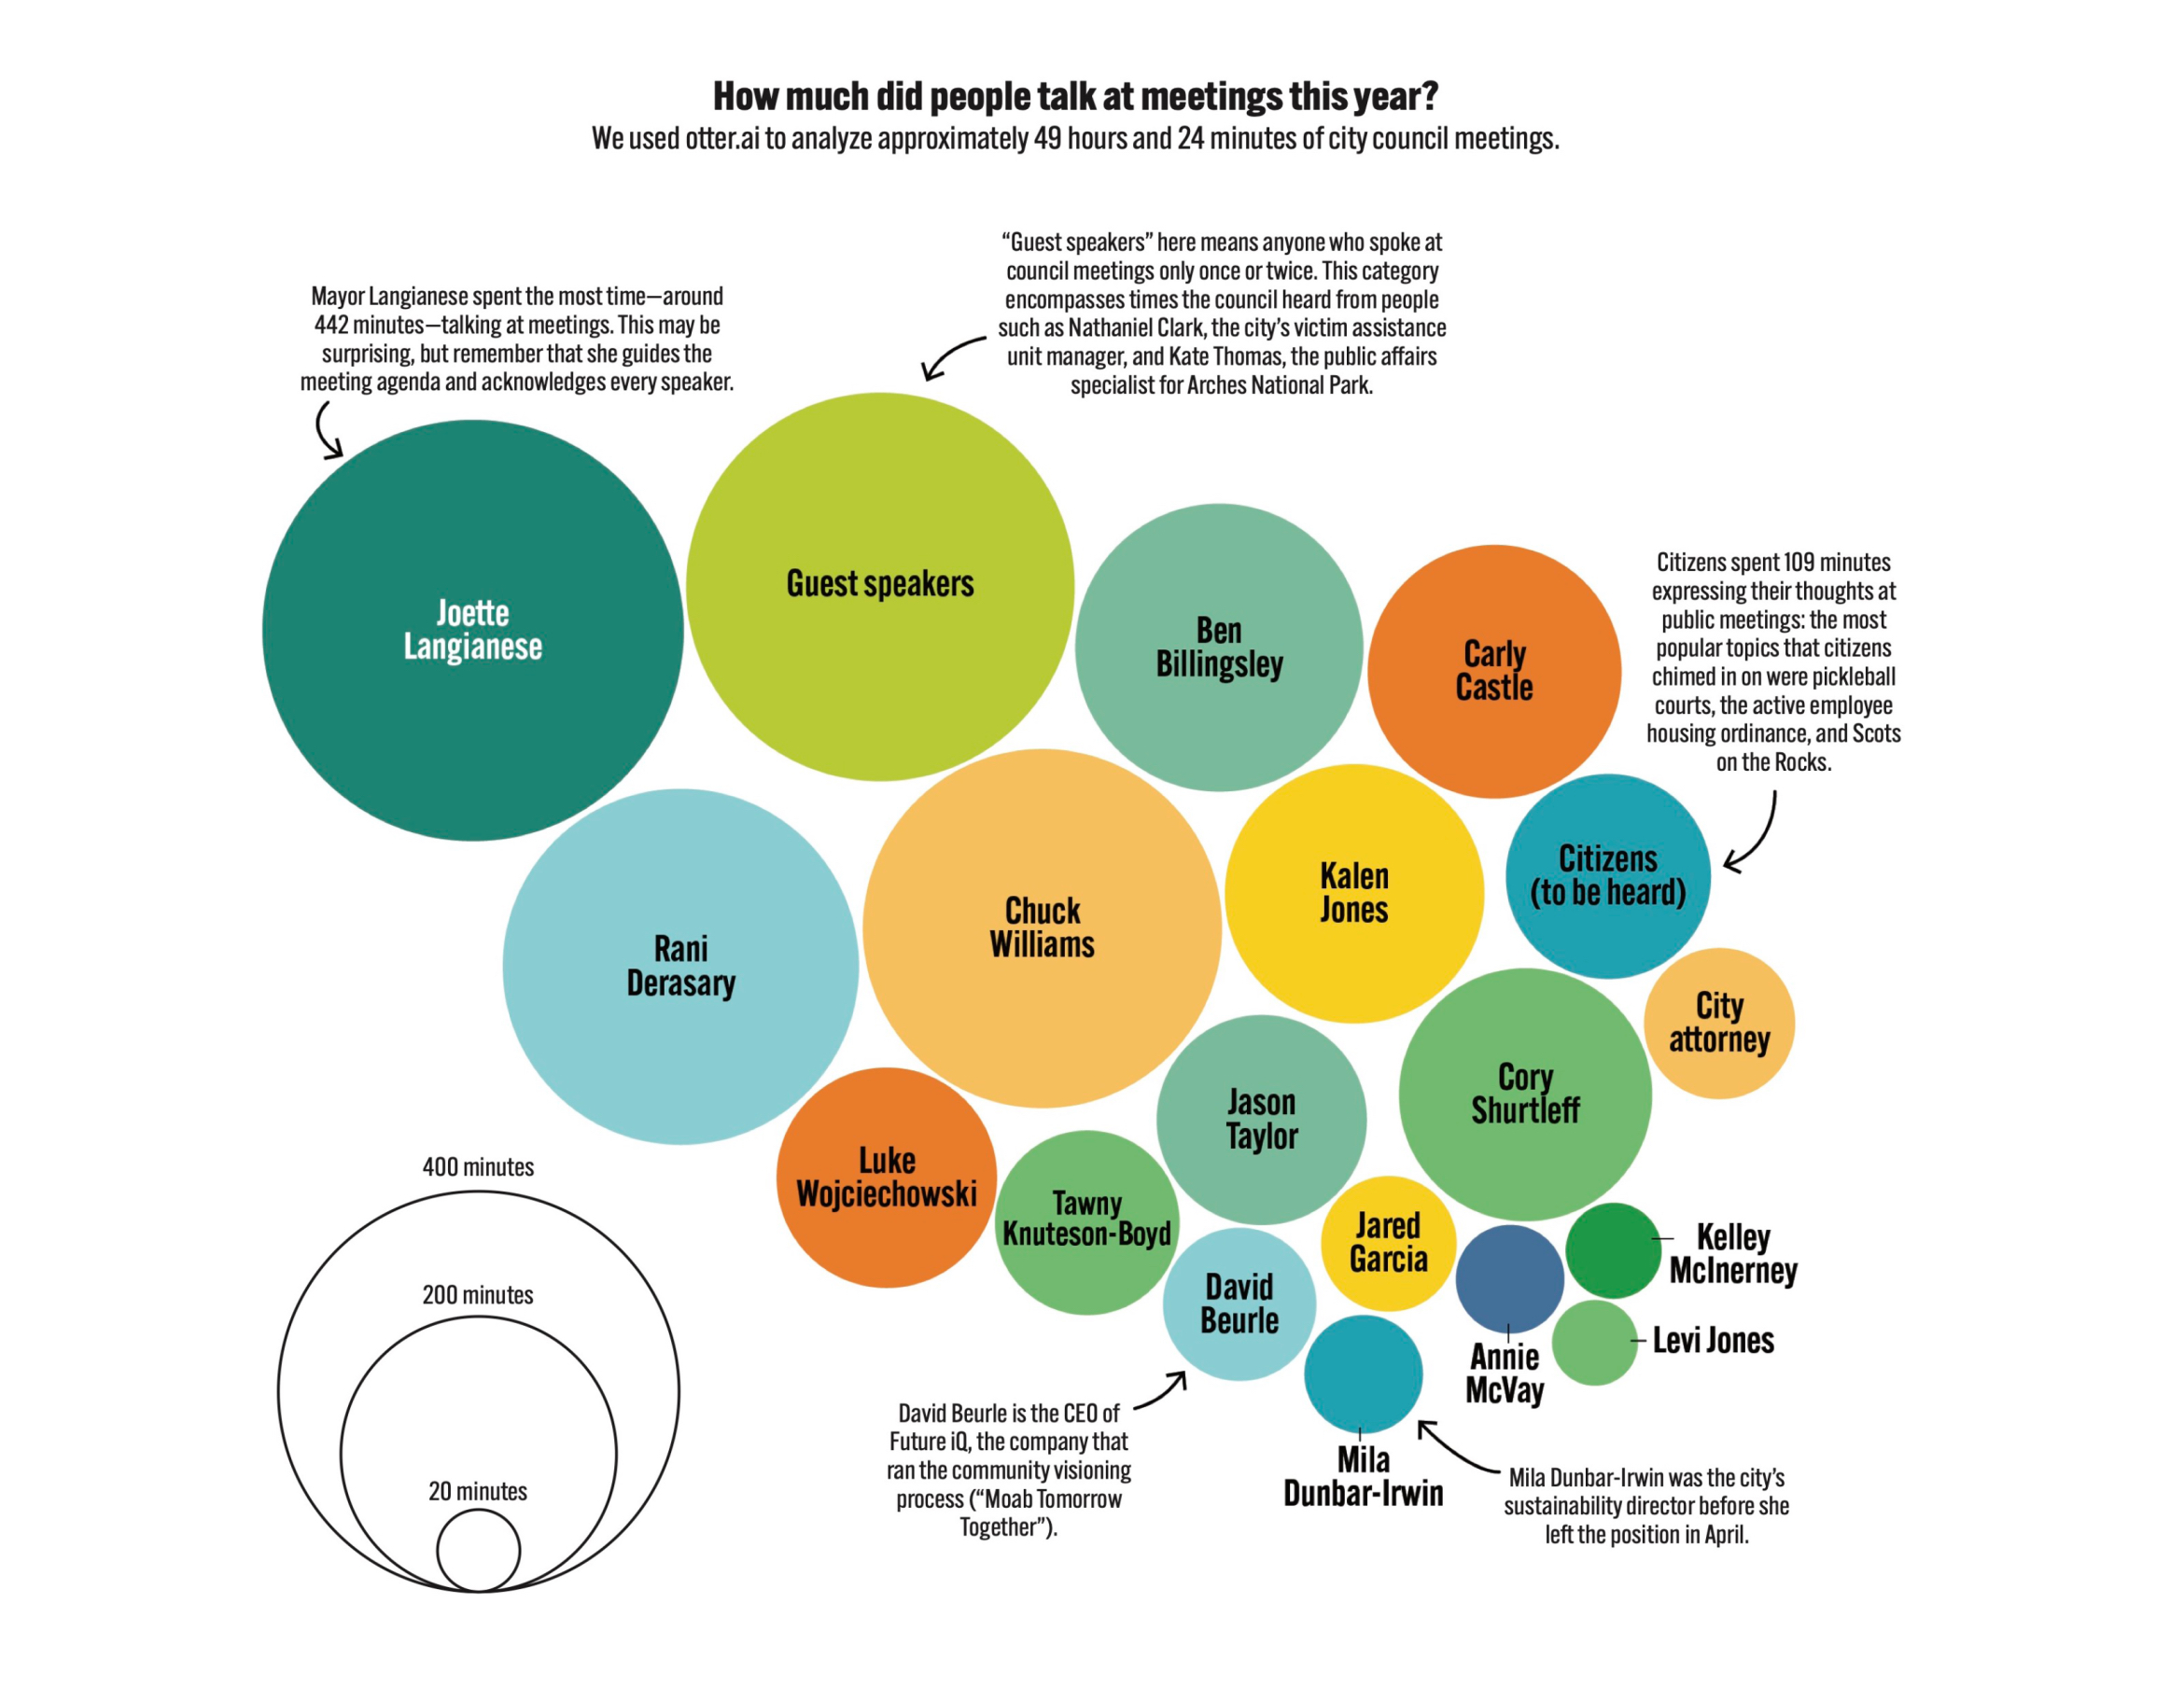 How much did people talk at meetings this year?
We used otter.ai to analyze approximately 49 hours and 24 minutes of city council meetings.
Mayor Langianese spent the most time—around
442 minutes—talking at meetings. This may be
surprising, but remember that she guides the
meeting agenda and acknowledges every speaker.
“Guest speakers” here means anyone who spoke at
council meetings only once or twice. This category
encompasses times the council heard from people
such as Nathaniel Clark, the city’s victim assistance
unit manager, and Kate Thomas, the public affairs
specialist for Arches National Park.
Joette
Langianese
Guest speakers
Ben
Billingsley
Carly
Castle
Citizens spent 109 minutes
expressing their thoughts at
public meetings: the most
popular topics that citizens
chimed in on were pickleball
courts, the active employee
housing ordinance, and Scots
on the Rocks.
Rani
Derasary
Chuck
Williams
Kalen
Jones
Citizens
(to be heard)
City
attorney
Luke
Wojciechowski
Tawny
Knuteson-Boyd
Jason
Taylor
Cory
Shurtleff
David
Beurle
Jared
Garcia
Kelley
McInerney
Annie
McVay
Levi Jones
Mila
Dunbar-Irwin
400 minutes
200 minutes
20 minutes
David Beurle is the CEO of
Future iQ, the company that
ran the community visioning
process (“Moab Tomorrow
Together”).
Mila Dunbar-Irwin was the city’s
sustainability director before she
left the position in April.